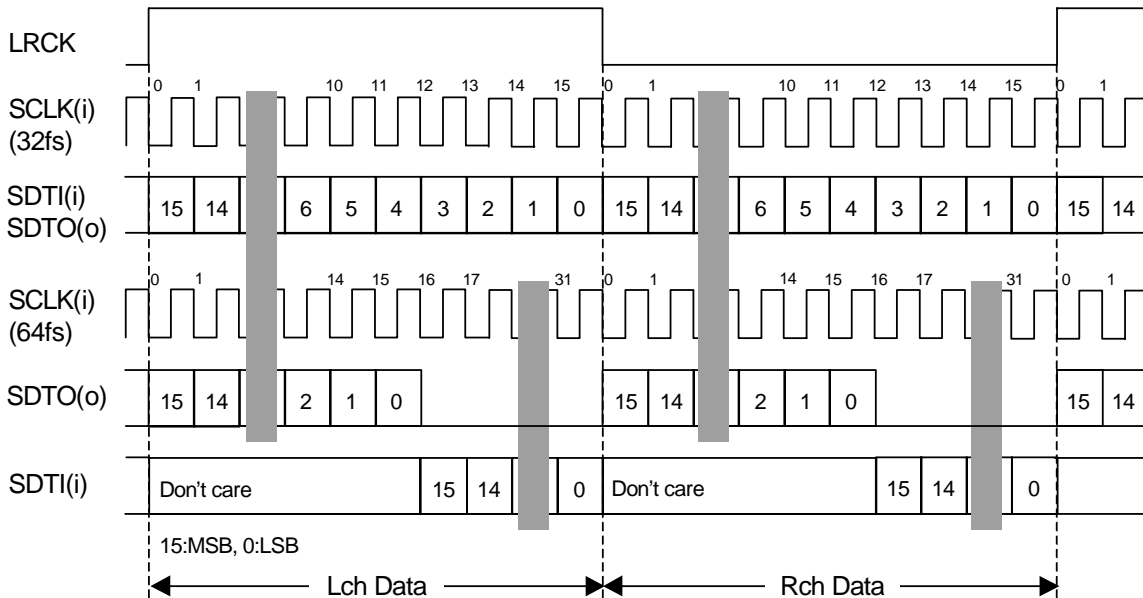 LRCK
0 1 10 11 12 13 14 15 0 1 10 11 12 13 14 15 0 1
SCLK(i)
(32fs)
SDTI(i)
SDTO(o)
15 14 6 5 4 3 2 1 0 15 14 6 5 4 3 2 1 0 15 14
0 1 14 15 16 17 31 0 1 14 15 16 17 31 0 1
SCLK(i)
(64fs)
SDTO(o) 15 14 2 1 0 15 14 2 1 0 15 14
SDTI(i) Don't care 15 14 0 Don't care 15 14 0
15:MSB, 0:LSB
Lch Data Rch Data